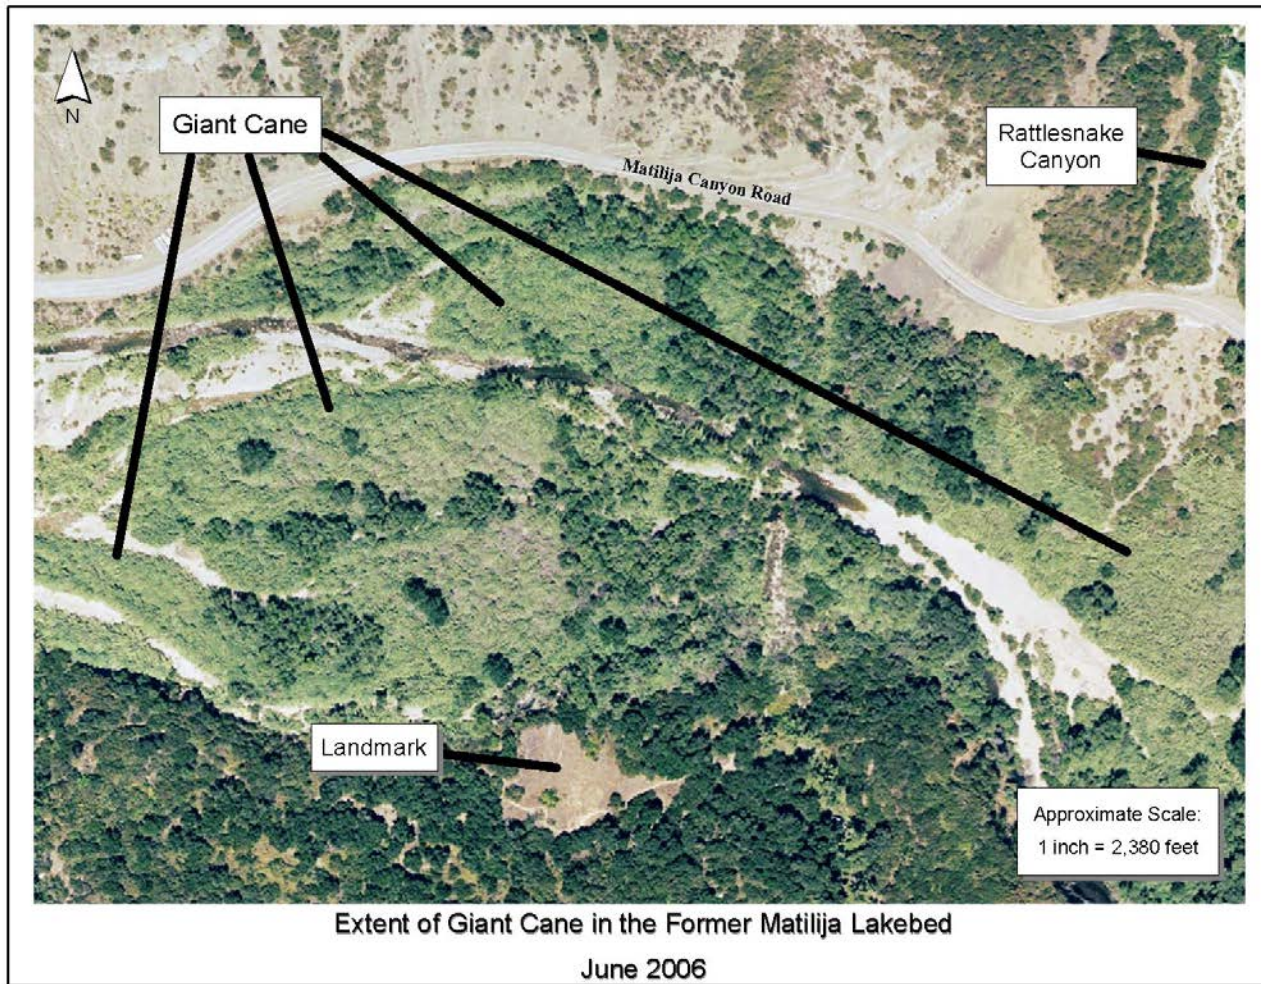 N
Giant Cane
Rattlesnake
Canyon
Matilija Canyon Road
Landmark
Approximate Scale:
1 inch = 2,380 feet
Extent of Giant Cane in the Former Matilija Lakebed
June 2006